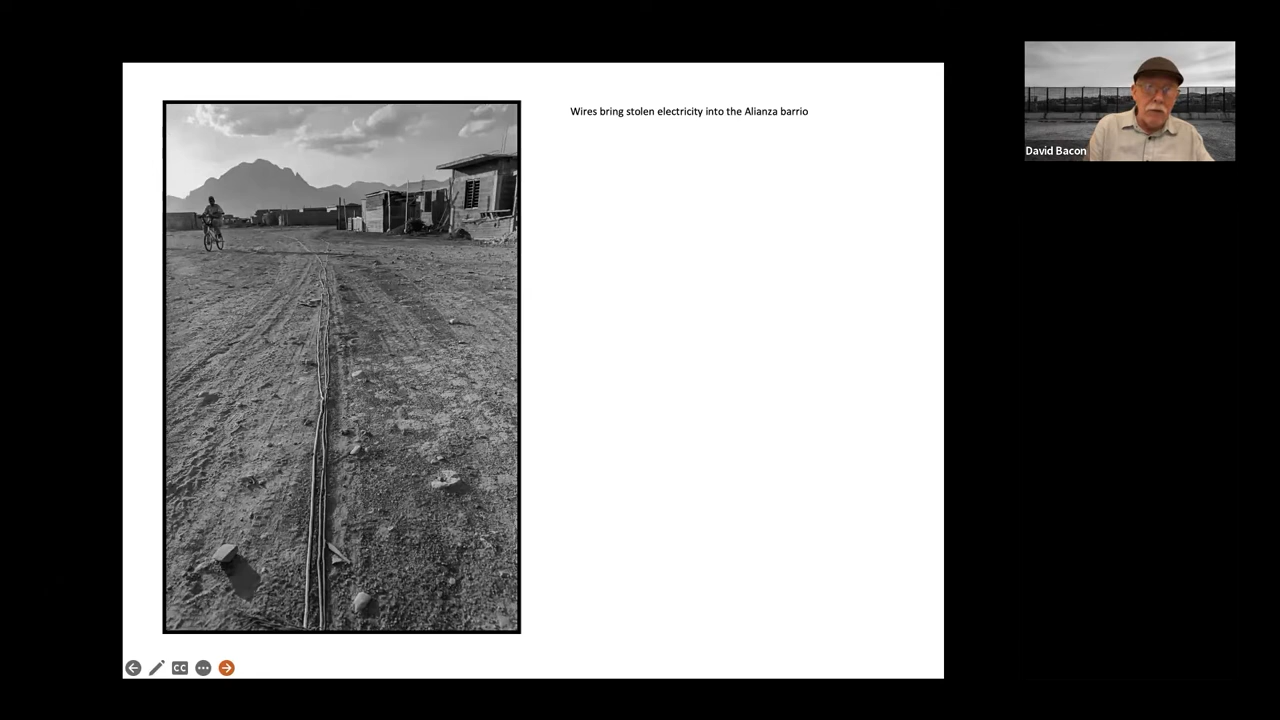 Wires bring stolen electricity into the Alianza barrio
David Bacon
CC